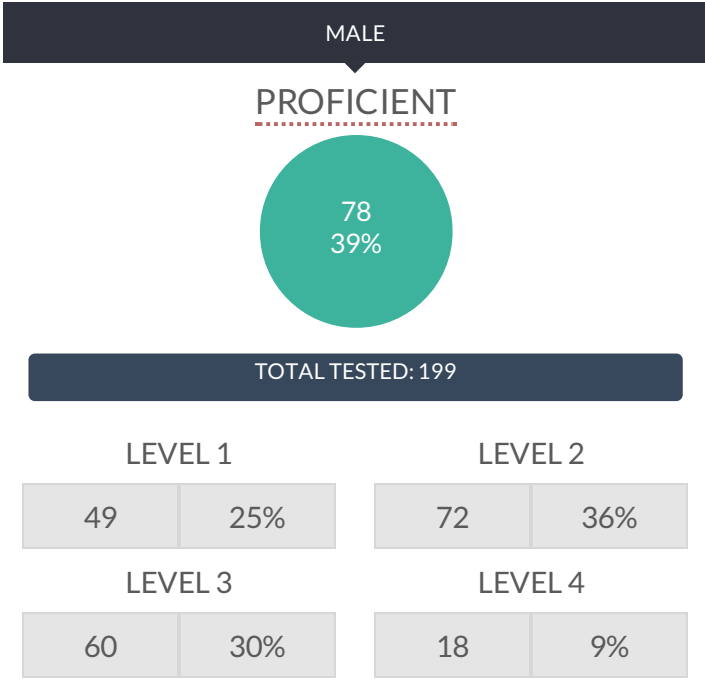 MALE
PROFICIENT
78
39%
TOTAL TESTED: 199
LEVEL 1
49 25%
LEVEL 2
72 36%
LEVEL 3
60 30%
LEVEL 4
18 9%